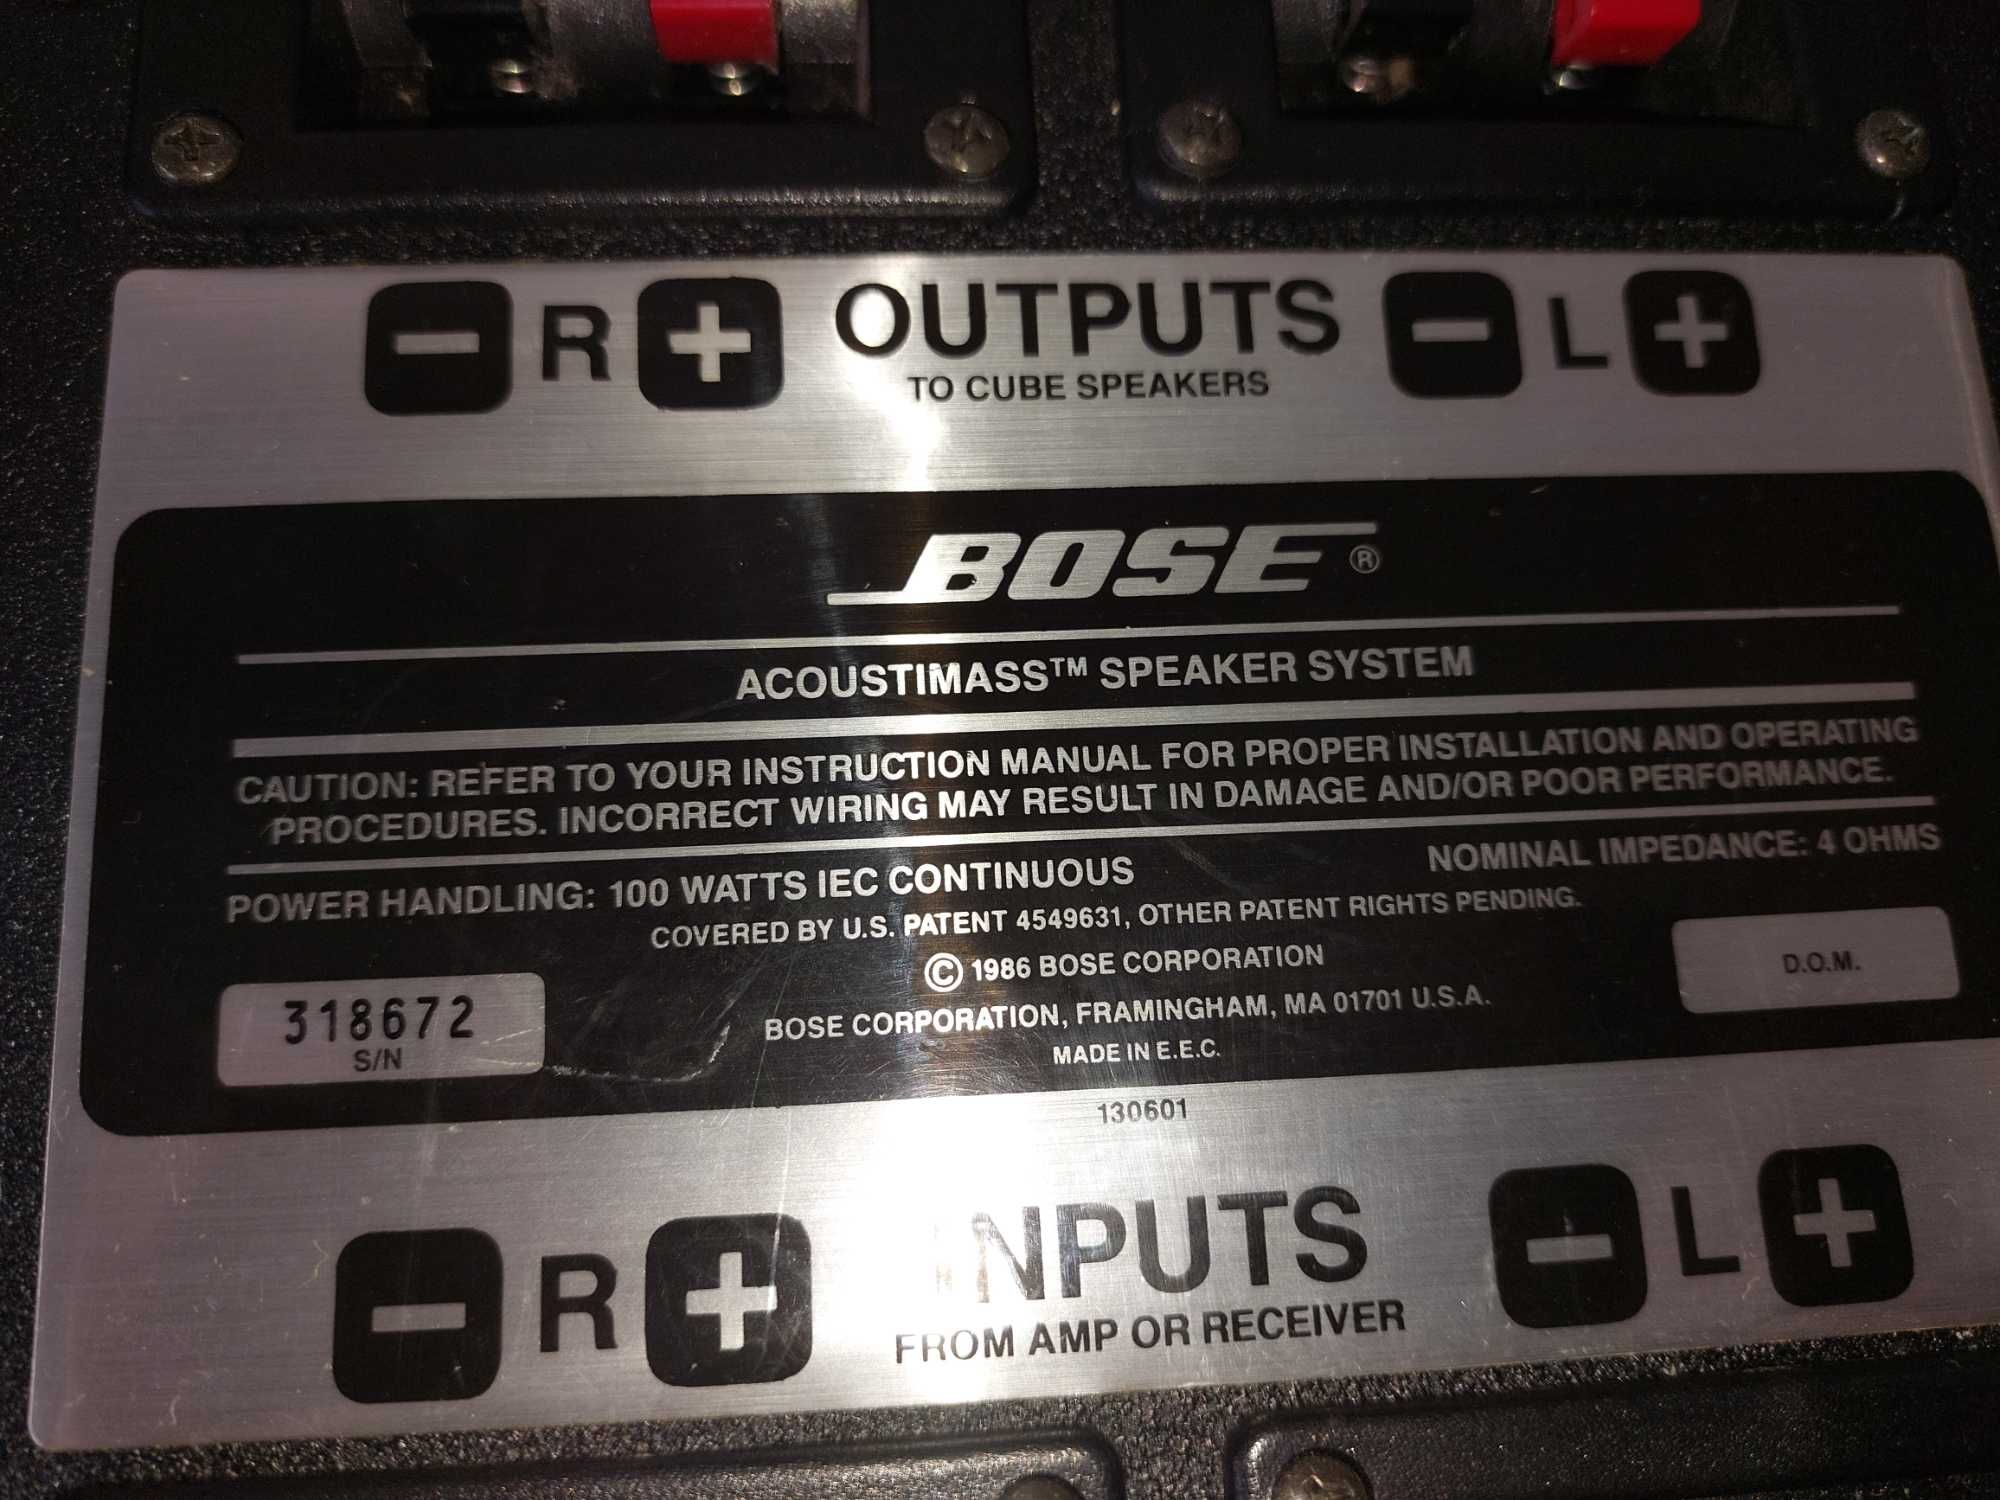 − R + OUTPUTS − L +
TO CUBE SPEAKERS
BOSE®
ACOUSTIMASS™ SPEAKER SYSTEM
CAUTION: REFER TO YOUR INSTRUCTION MANUAL FOR PROPER INSTALLATION AND OPERATING
PROCEDURES. INCORRECT WIRING MAY RESULT IN DAMAGE AND/OR POOR PERFORMANCE.
POWER HANDLING: 100 WATTS IEC CONTINUOUS NOMINAL IMPEDANCE: 4 OHMS
COVERED BY U.S. PATENT 4549631, OTHER PATENT RIGHTS PENDING.
© 1986 BOSE CORPORATION
BOSE CORPORATION, FRAMINGHAM, MA 01701 U.S.A.
MADE IN E.E.C.
318672
S/N
D.O.M.
130601
− R + INPUTS − L +
FROM AMP OR RECEIVER